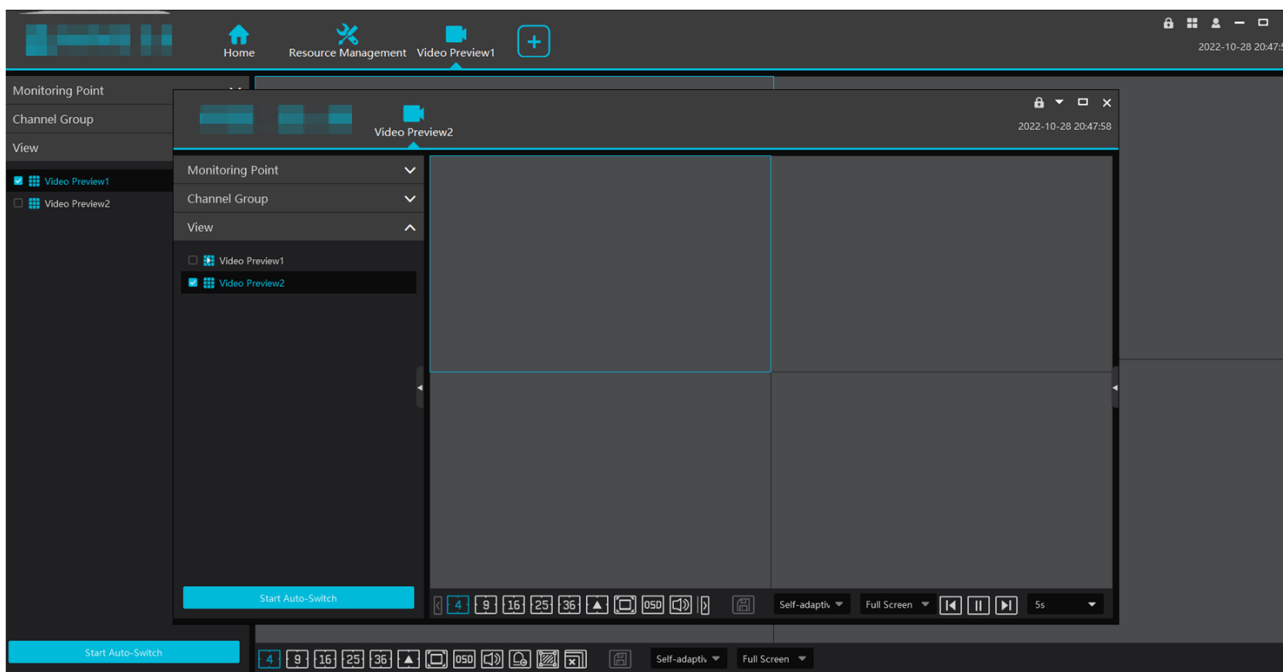 Home
Resource Management
Video Preview1
2022-10-28 20:47:5
Monitoring Point
Channel Group
View
Video Preview1
Video Preview2
Start Auto-Switch
Video Preview2
2022-10-28 20:47:58
Monitoring Point
Channel Group
View
Video Preview1
Video Preview2
Start Auto-Switch
4 9 16 25 36 OSD
Self-adaptiv
Full Screen
5s
4 9 16 25 36 OSD
Self-adaptiv
Full Screen